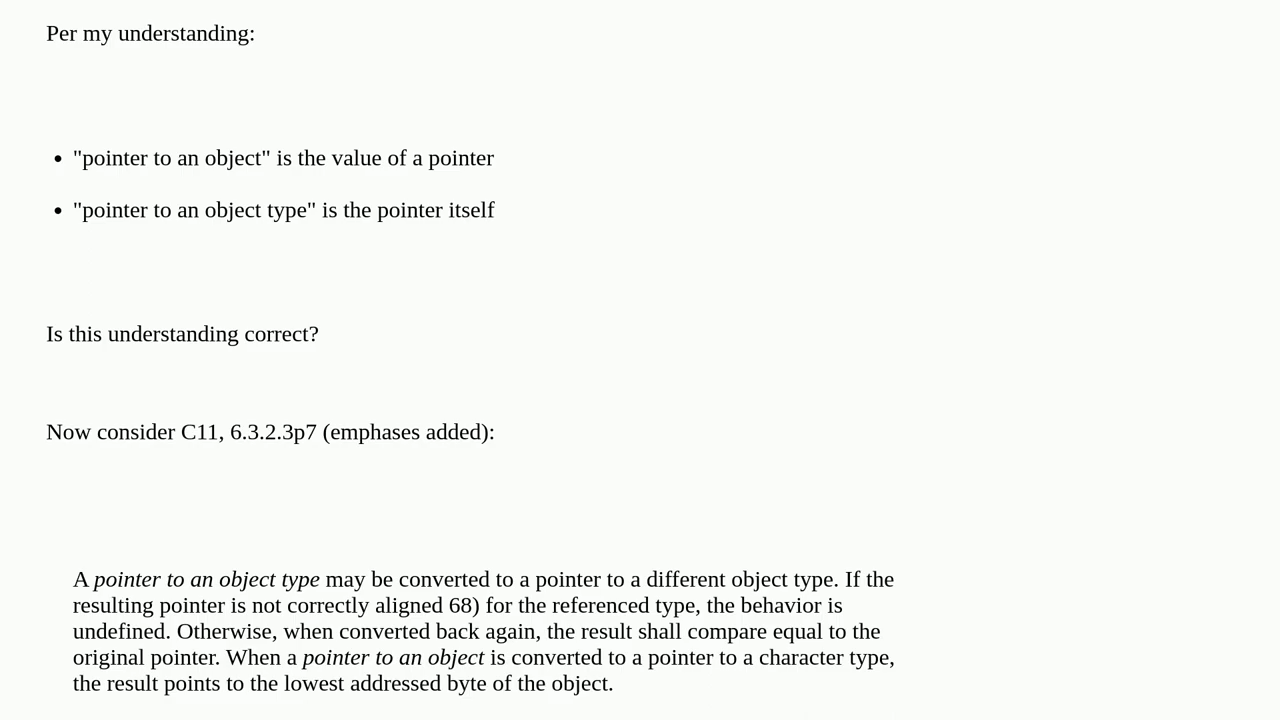 Per my understanding:
• "pointer to an object" is the value of a pointer
• "pointer to an object type" is the pointer itself
Is this understanding correct?
Now consider C11, 6.3.2.3p7 (emphases added):
A pointer to an object type may be converted to a pointer to a different object type. If the
resulting pointer is not correctly aligned 68) for the referenced type, the behavior is
undefined. Otherwise, when converted back again, the result shall compare equal to the
original pointer. When a pointer to an object is converted to a pointer to a character type,
the result points to the lowest addressed byte of the object.